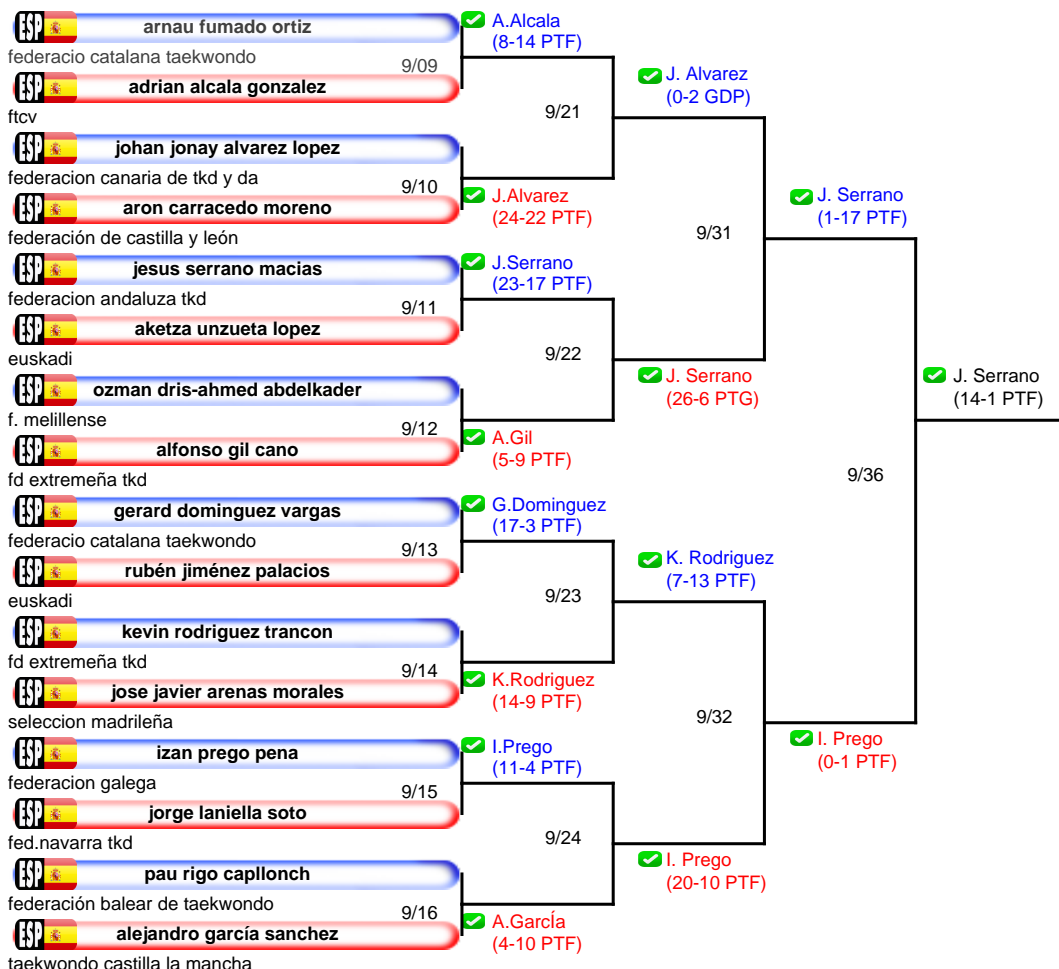 ESP arnau fumado ortiz
federacio catalana taekwondo
9/09
ESP adrian alcala gonzalez
ftcv
A.Alcala
(8-14 PTF)
ESP johan jonay alvarez lopez
federacion canaria de tkd y da
9/10
ESP aron carracedo moreno
federación de castilla y león
J.Alvarez
(24-22 PTF)
9/21
J. Alvarez
(0-2 GDP)
ESP jesus serrano macias
federacion andaluza tkd
9/11
ESP aketza unzueta lopez
euskadi
J.Serrano
(23-17 PTF)
ESP ozman dris-ahmed abdelkader
f. melillense
9/12
ESP alfonso gil cano
fd extremeña tkd
A.Gil
(5-9 PTF)
9/22
J. Serrano
(26-6 PTG)
9/31
J. Serrano
(1-17 PTF)
ESP gerard dominguez vargas
federacio catalana taekwondo
9/13
ESP rubén jiménez palacios
euskadi
G.Dominguez
(17-3 PTF)
ESP kevin rodriguez trancon
fd extremeña tkd
9/14
ESP jose javier arenas morales
seleccion madrileña
K.Rodriguez
(14-9 PTF)
9/23
K. Rodriguez
(7-13 PTF)
ESP izan prego pena
federacion galega
9/15
ESP jorge laniella soto
fed.navarra tkd
I.Prego
(11-4 PTF)
ESP pau rigo capllonch
federación balear de taekwondo
9/16
ESP alejandro garcía sanchez
taekwondo castilla la mancha
A.GarcÍa
(4-10 PTF)
9/24
I. Prego
(20-10 PTF)
9/32
I. Prego
(0-1 PTF)
9/36
J. Serrano
(14-1 PTF)